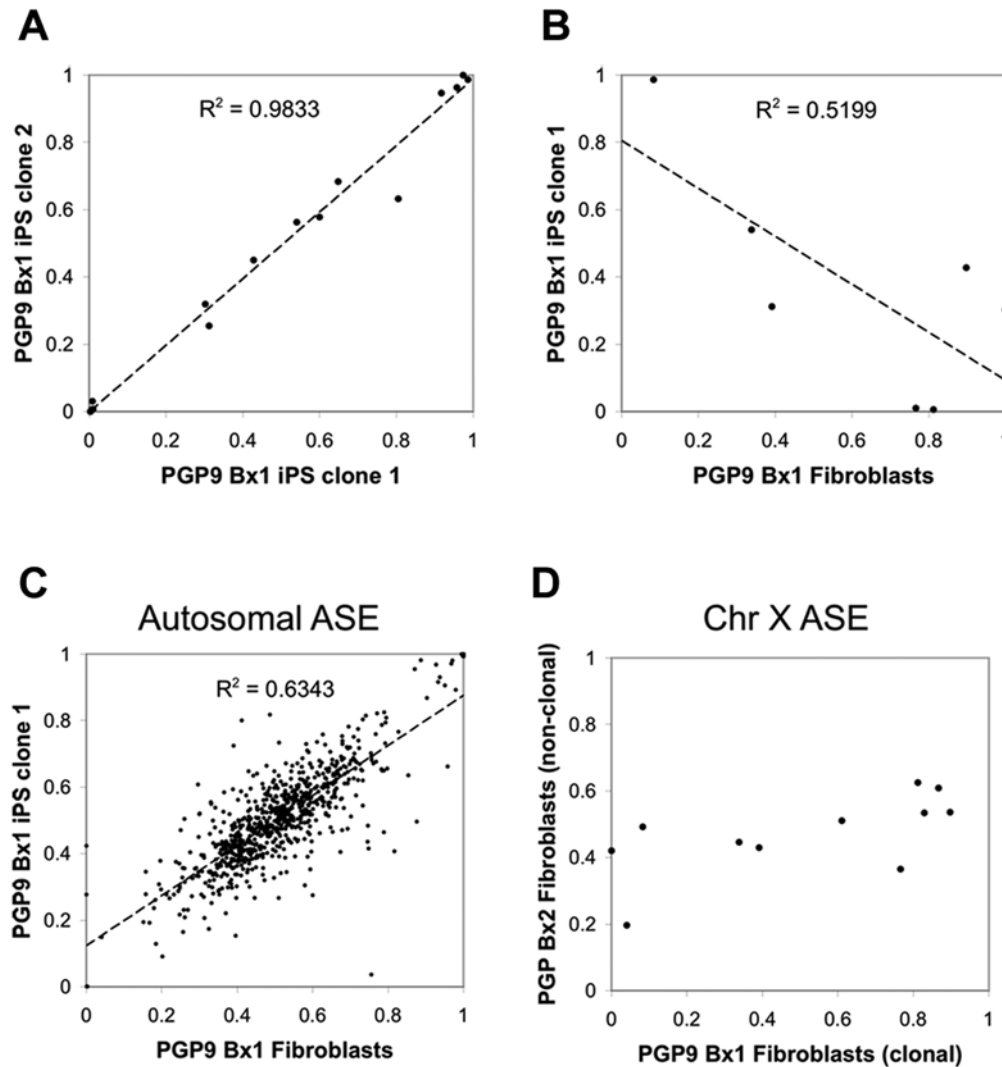 A
R² = 0.9833
PGP9 Bx1 iPS clone 2
1
0.8
0.6
0.4
0.2
0
0
0.2
0.4
0.6
0.8
1
PGP9 Bx1 iPS clone 1
B
R² = 0.5199
PGP9 Bx1 iPS clone 1
1
0.8
0.6
0.4
0.2
0
0
0.2
0.4
0.6
0.8
1
PGP9 Bx1 Fibroblasts
C
Autosomal ASE
R² = 0.6343
PGP9 Bx1 iPS clone 1
1
0.8
0.6
0.4
0.2
0
0
0.2
0.4
0.6
0.8
1
PGP9 Bx1 Fibroblasts
D
Chr X ASE
PGP Bx2 Fibroblasts (non-clonal)
1
0.8
0.6
0.4
0.2
0
0
0.2
0.4
0.6
0.8
1
PGP9 Bx1 Fibroblasts (clonal)